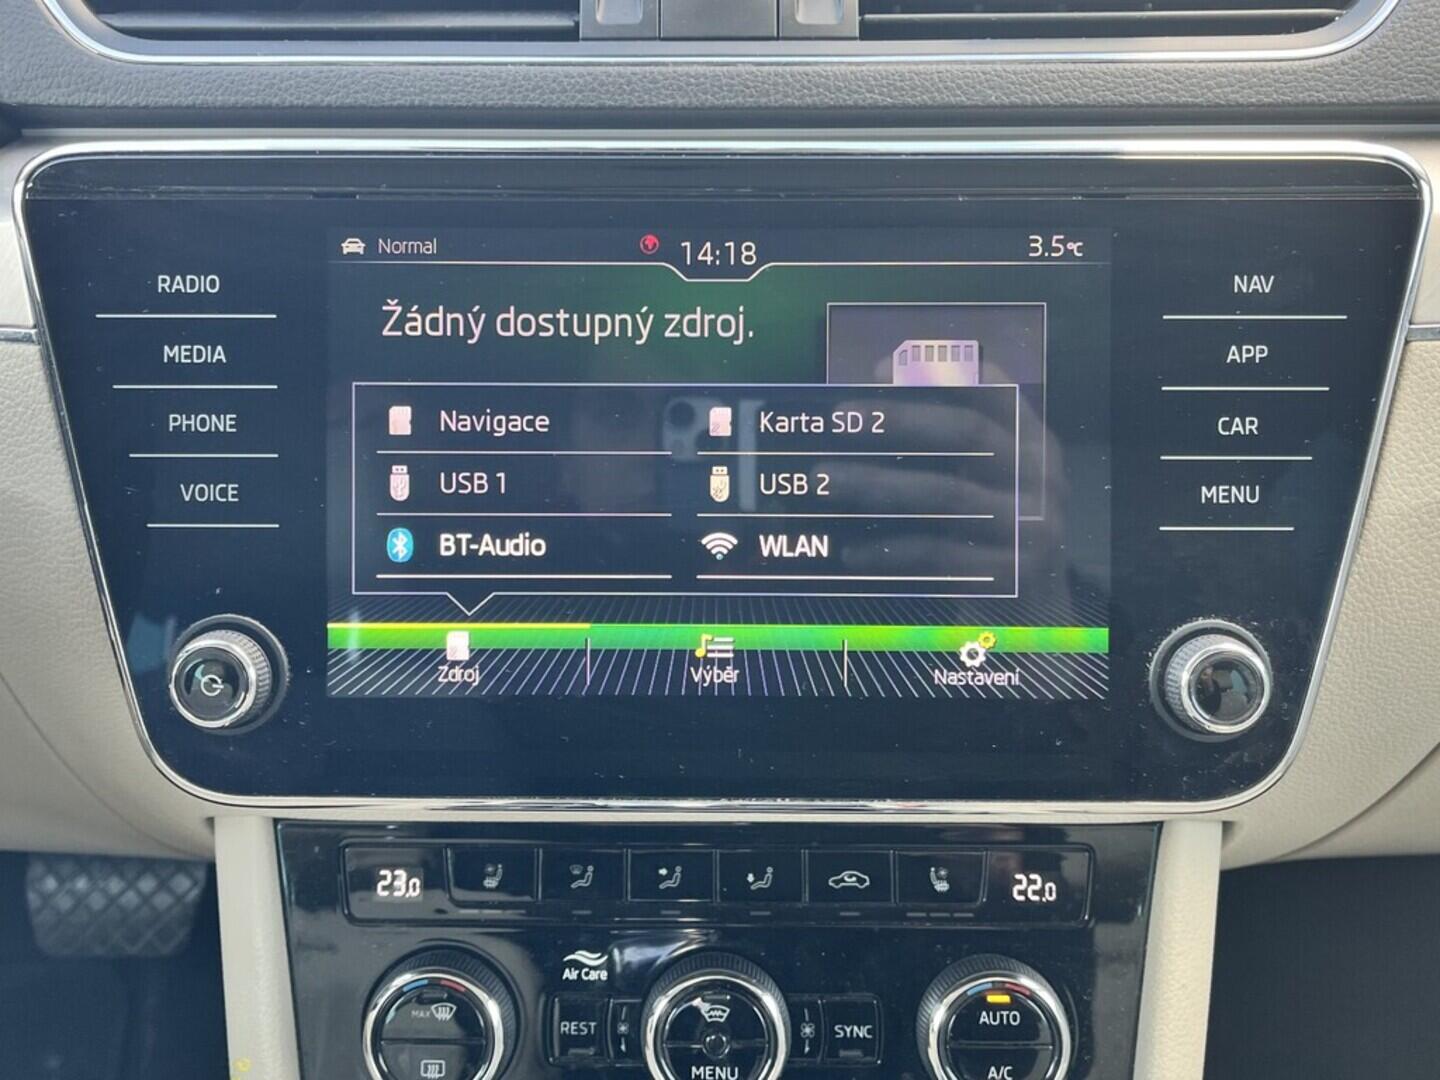 Normal 14:18 3.5°C
RADIO
MEDIA
PHONE
VOICE
Žádný dostupný zdroj.
Navigace Karta SD 2
USB 1 USB 2
BT-Audio WLAN
Zdroj Výběr Nastavení
NAV
APP
CAR
MENU
23,0 22,0
Air Care
MAX REST SYNC AUTO
MENU A/C